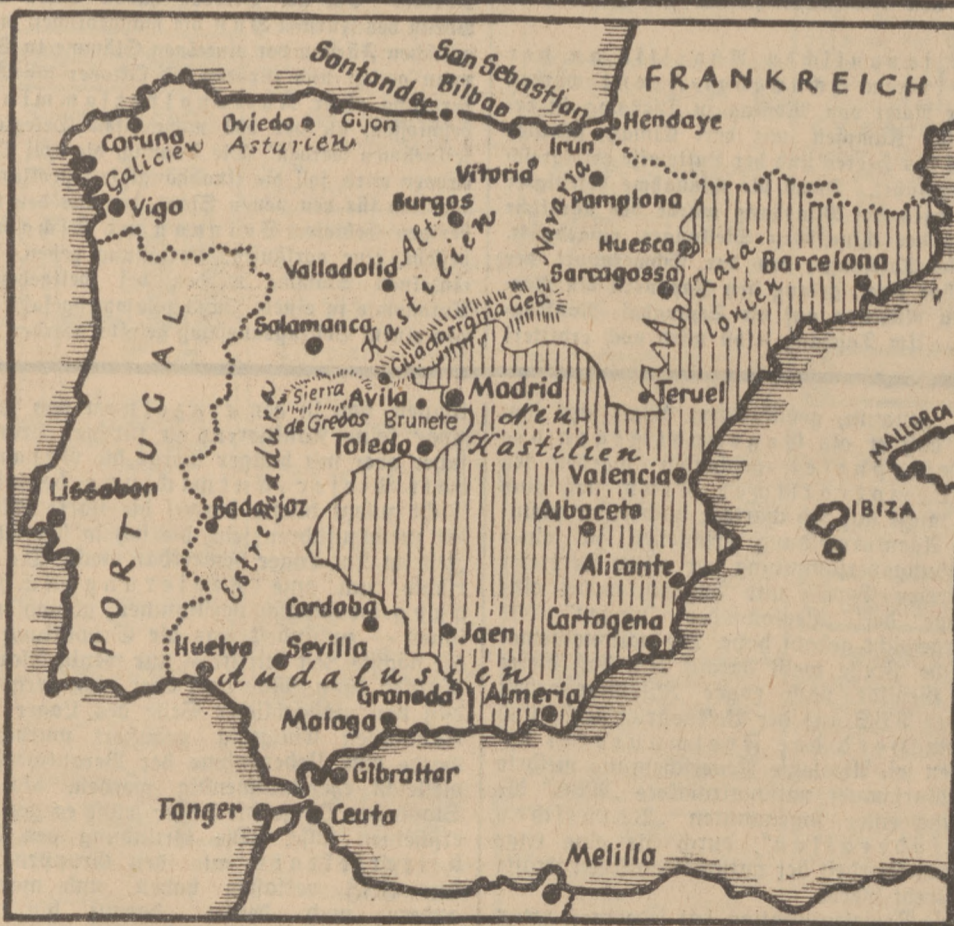 FRANKREICH
San Sebastian
Santander
Bilbao
Hendaye
Irun
Coruna
Oviedo
Gijon
Galicien
Asturien
Vitoria
Navarra
Pamplona
Vigo
Burgos
Alt-
Kastilien
Huesca
Valladolid
Sarcagossa
Kata-
lonien
Barcelona
Guadarrama Geb.
Salamanca
PORTUGAL
Sierra
de Gredos
Avila
Madrid
Teruel
Brunete
Neu-
Kastilien
Toledo
MALLORCA
Valencia
Lissabon
Badajoz
Estremadura
Albacete
IBIZA
Alicante
Cordoba
Jaen
Cartagena
Huelva
Sevilla
Andalusien
Granada
Almeria
Malaga
Gibraltar
Tanger
Ceuta
Melilla